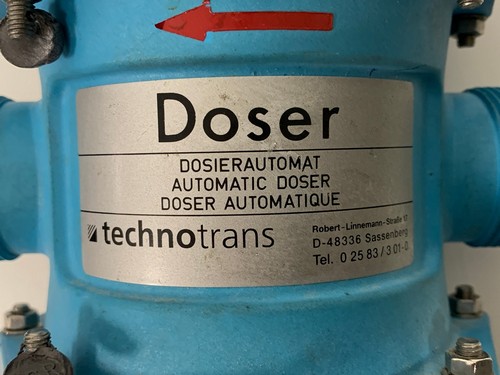 Doser
DOSIERAUTOMAT
AUTOMATIC DOSER
DOSER AUTOMATIQUE
technotrans
Robert-Linnemann-Straße 17
D-48336 Sassenberg
Tel. 0 25 83 / 3 01-0